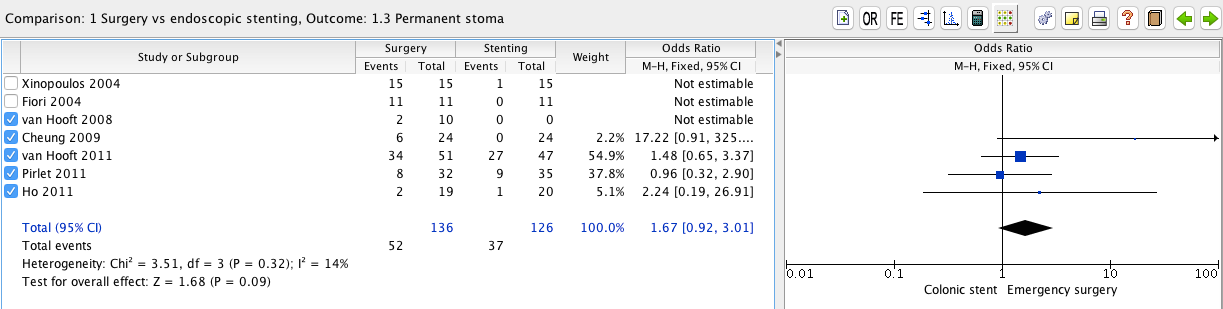 Comparison: 1 Surgery vs endoscopic stenting, Outcome: 1.3 Permanent stoma
OR FE ?
Study or Subgroup Surgery Stenting Weight Odds Ratio Odds Ratio
Events Total Events Total M-H, Fixed, 95% CI M-H, Fixed, 95% CI
Xinopoulos 2004 15 15 1 15 Not estimable
Fiori 2004 11 11 0 11 Not estimable
van Hooft 2008 2 10 0 0 Not estimable
Cheung 2009 6 24 0 24 2.2% 17.22 [0.91, 325....
van Hooft 2011 34 51 27 47 54.9% 1.48 [0.65, 3.37]
Pirlet 2011 8 32 9 35 37.8% 0.96 [0.32, 2.90]
Ho 2011 2 19 1 20 5.1% 2.24 [0.19, 26.91]
Total (95% CI) 136 126 100.0% 1.67 [0.92, 3.01]
Total events 52 37
Heterogeneity: Chi² = 3.51, df = 3 (P = 0.32); I² = 14%
Test for overall effect: Z = 1.68 (P = 0.09)
0.01 0.1 1 10 100
Colonic stent Emergency surgery